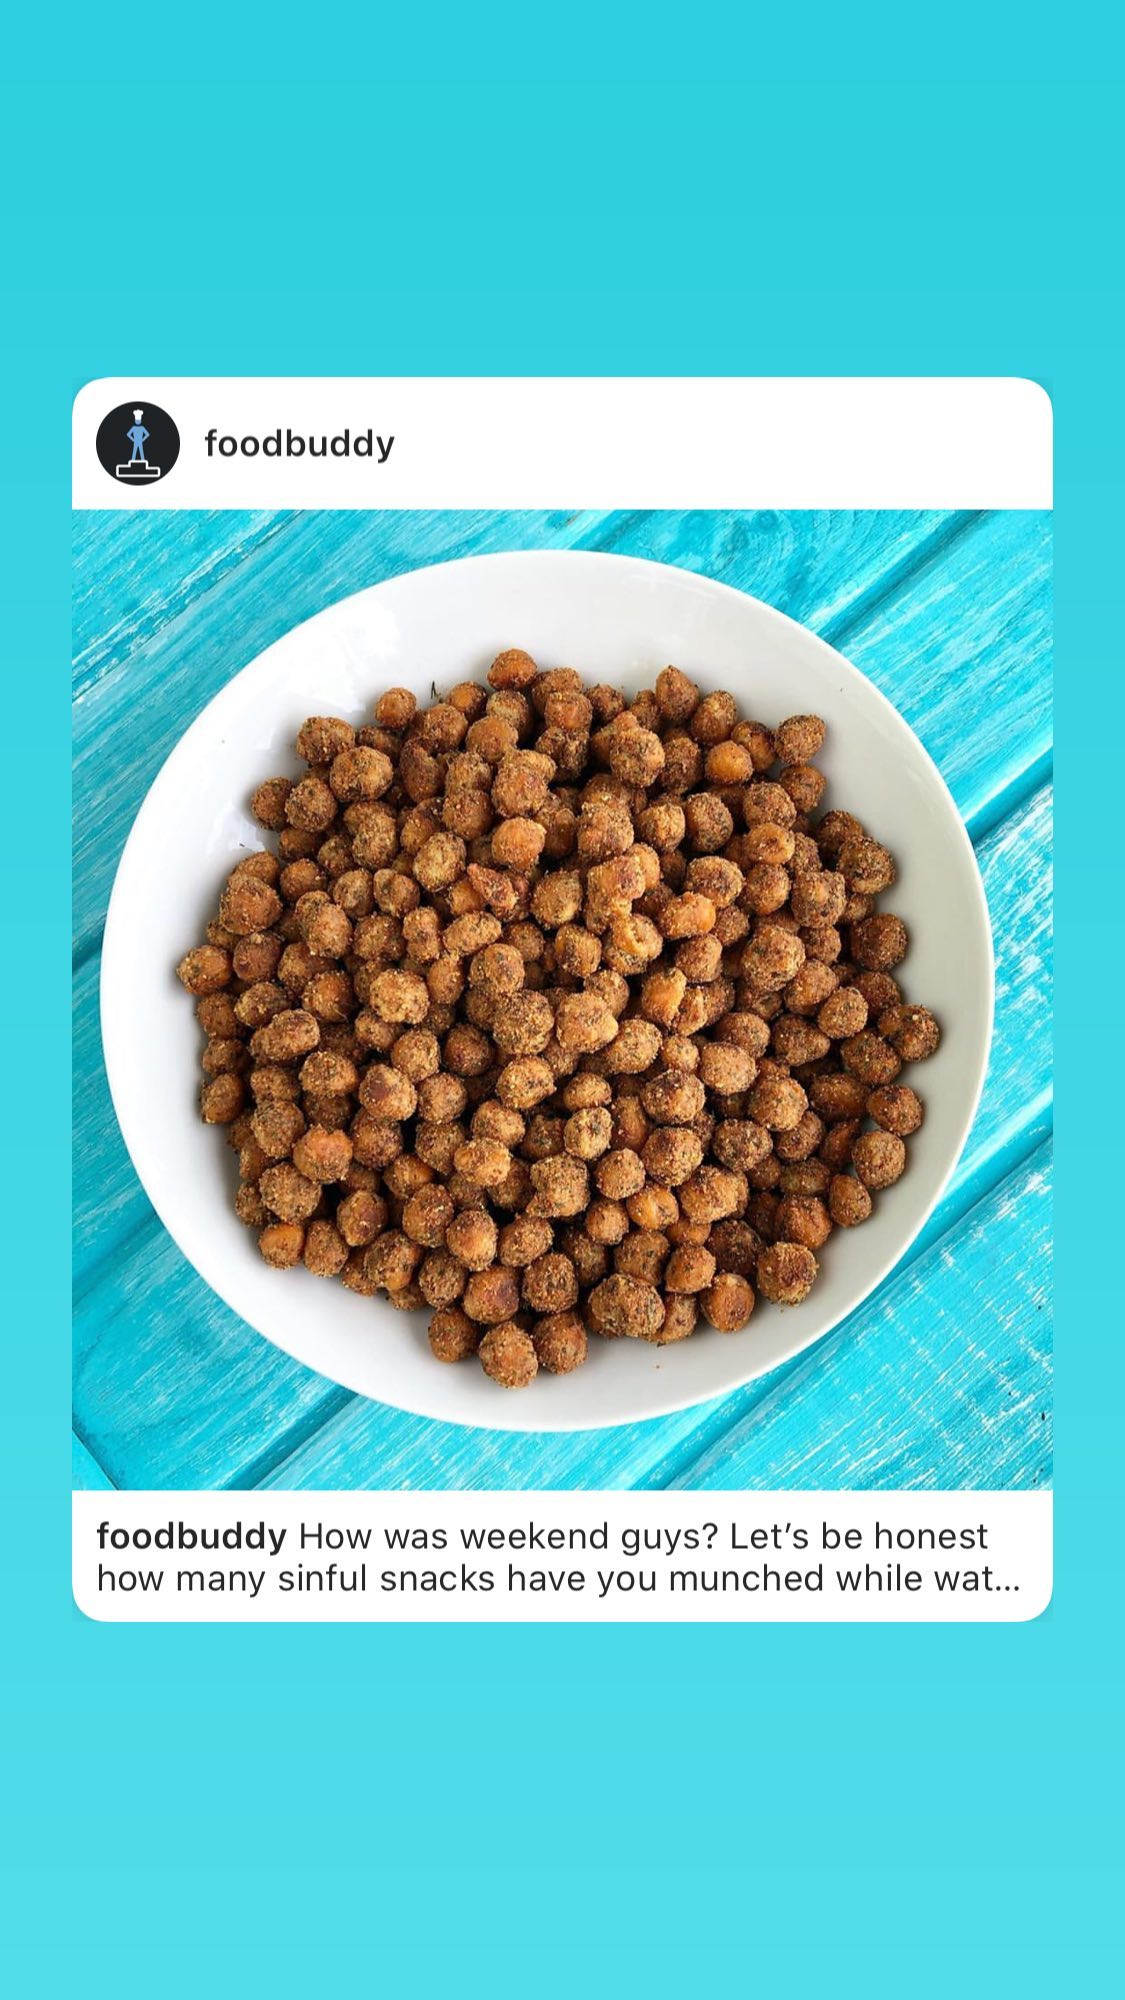 foodbuddy
foodbuddy How was weekend guys? Let’s be honest
how many sinful snacks have you munched while wat...